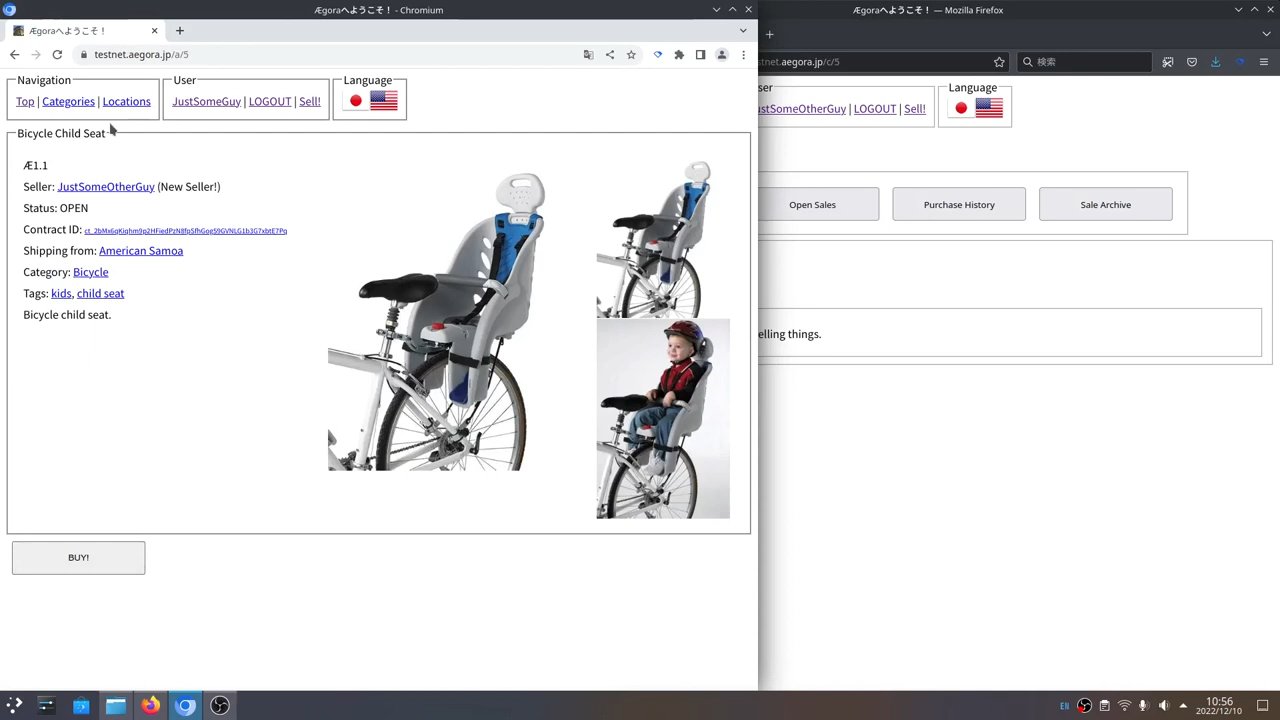 Ægoraへようこそ！ - Chromium
Ægoraへようこそ！ — Mozilla Firefox
Ægoraへようこそ！
testnet.aegora.jp/a/5
tnet.aegora.jp/c/5
検索
Navigation
User
Language
Top | Categories | Locations
JustSomeGuy | LOGOUT | Sell!
ser
Language
ustSomeOtherGuy | LOGOUT | Sell!
Bicycle Child Seat
Æ1.1
Seller: JustSomeOtherGuy (New Seller!)
Status: OPEN
Contract ID:
Shipping from: American Samoa
Category: Bicycle
Tags: kids, child seat
Bicycle child seat.
BUY!
Open Sales
Purchase History
Sale Archive
elling things.
EN
10:56
2022/12/10